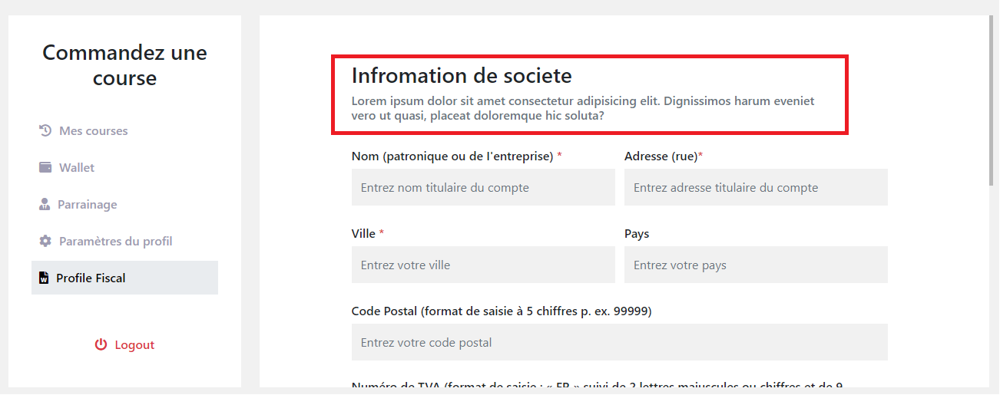 Commandez une
course
Mes courses
Wallet
Parrainage
Paramètres du profil
Profile Fiscal
Logout
Infromation de societe
Lorem ipsum dolor sit amet consectetur adipisicing elit. Dignissimos harum eveniet
vero ut quasi, placeat doloremque hic soluta?
Nom (patronique ou de l'entreprise) *
Adresse (rue)*
Entrez nom titulaire du compte
Entrez adresse titulaire du compte
Ville *
Pays
Entrez votre ville
Entrez votre pays
Code Postal (format de saisie à 5 chiffres p. ex. 99999)
Entrez votre code postal
Numéro de TVA (format de saisie : « FR » suivi de 2 lettres majuscules ou chiffres et de 9